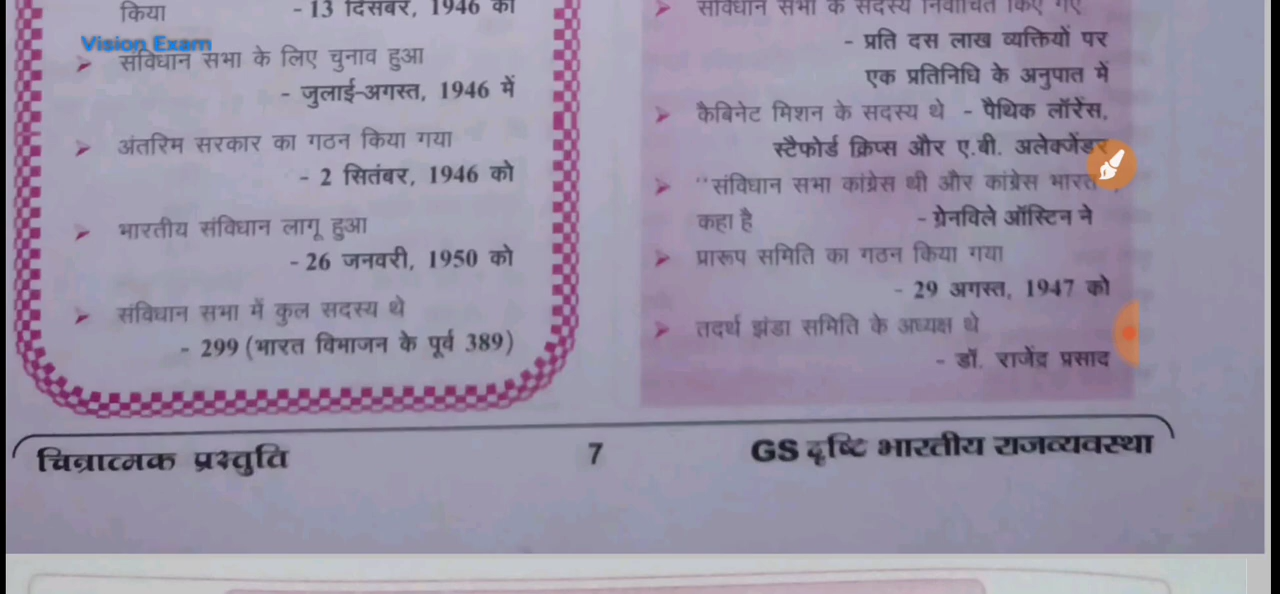 किया - 13 दिसंबर, 1946 को
Vision Exam
➤ संविधान सभा के लिए चुनाव हुआ
- जुलाई-अगस्त, 1946 में
➤ अंतरिम सरकार का गठन किया गया
- 2 सितंबर, 1946 को
➤ भारतीय संविधान लागू हुआ
- 26 जनवरी, 1950 को
➤ संविधान सभा में कुल सदस्य थे
- 299 (भारत विभाजन के पूर्व 389)
➤ संविधान सभा के सदस्य निर्वाचित किए गए
- प्रति दस लाख व्यक्तियों पर
एक प्रतिनिधि के अनुपात में
➤ कैबिनेट मिशन के सदस्य थे - पैथिक लॉरेंस,
स्टैफोर्ड क्रिप्स और ए.बी. अलेक्जेंडर
➤ "संविधान सभा कांग्रेस थी और कांग्रेस भारत
कहा है - ग्रेनविले ऑस्टिन ने
➤ प्रारूप समिति का गठन किया गया
- 29 अगस्त, 1947 को
➤ तदर्थ झंडा समिति के अध्यक्ष थे
- डॉ. राजेंद्र प्रसाद
चित्रात्मक प्रस्तुति 7 GS दृष्टि भारतीय राजव्यवस्था